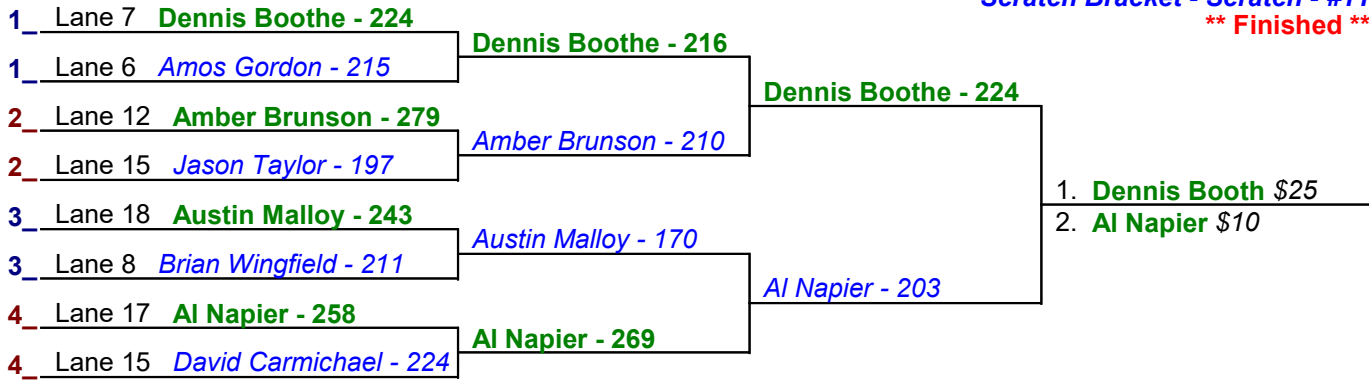 Scratch Bracket - Scratch - #11
** Finished **
1_ Lane 7 Dennis Boothe - 224
1_ Lane 6 Amos Gordon - 215
2_ Lane 12 Amber Brunson - 279
2_ Lane 15 Jason Taylor - 197
3_ Lane 18 Austin Malloy - 243
3_ Lane 8 Brian Wingfield - 211
4_ Lane 17 Al Napier - 258
4_ Lane 15 David Carmichael - 224
Dennis Boothe - 216
Amber Brunson - 210
Austin Malloy - 170
Al Napier - 269
Dennis Boothe - 224
Al Napier - 203
1. Dennis Booth $25
2. Al Napier $10